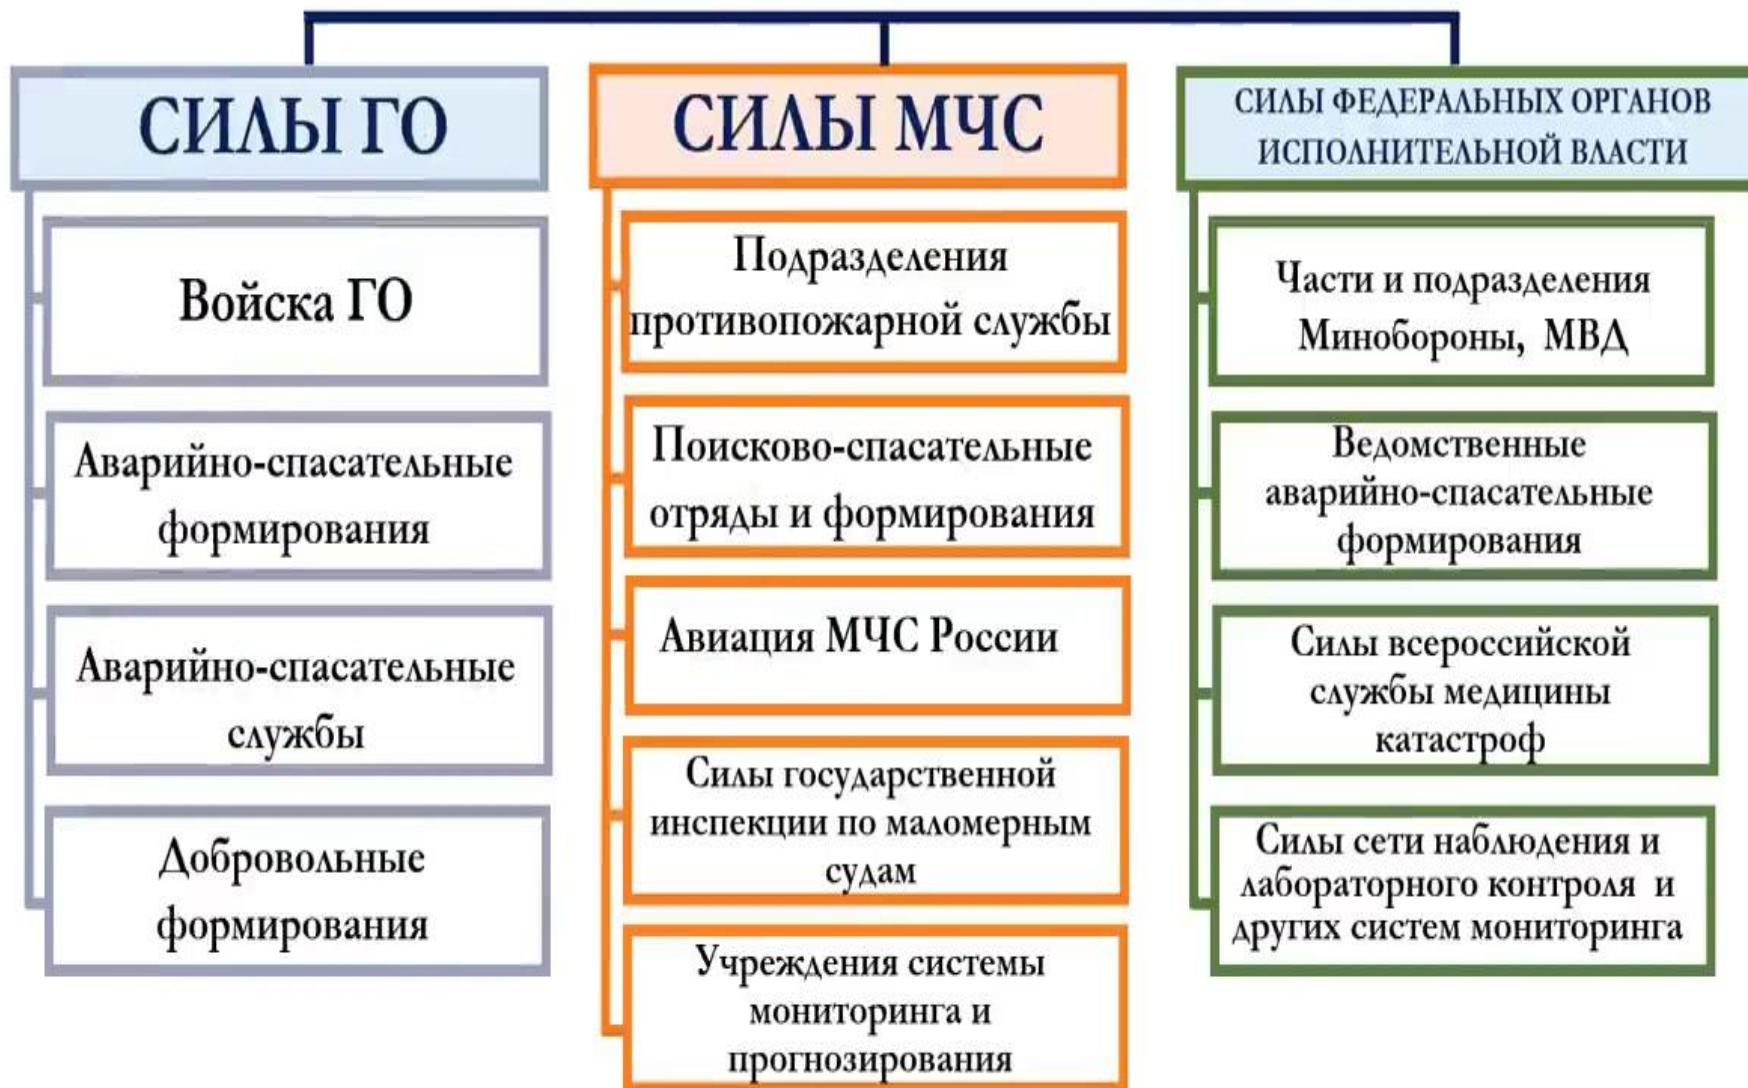 СИЛЫ ГО
Войска ГО
Аварийно-спасательные
формирования
Аварийно-спасательные
службы
Добровольные
формирования
СИЛЫ МЧС
Подразделения
противопожарной службы
Поисково-спасательные
отряды и формирования
Авиация МЧС России
Силы государственной
инспекции по маломерным
судам
Учреждения системы
мониторинга и
прогнозирования
СИЛЫ ФЕДЕРАЛЬНЫХ ОРГАНОВ
ИСПОЛНИТЕЛЬНОЙ ВЛАСТИ
Части и подразделения
Минобороны, МВД
Ведомственные
аварийно-спасательные
формирования
Силы всероссийской
службы медицины
катастроф
Силы сети наблюдения и
лабораторного контроля и
других систем мониторинга